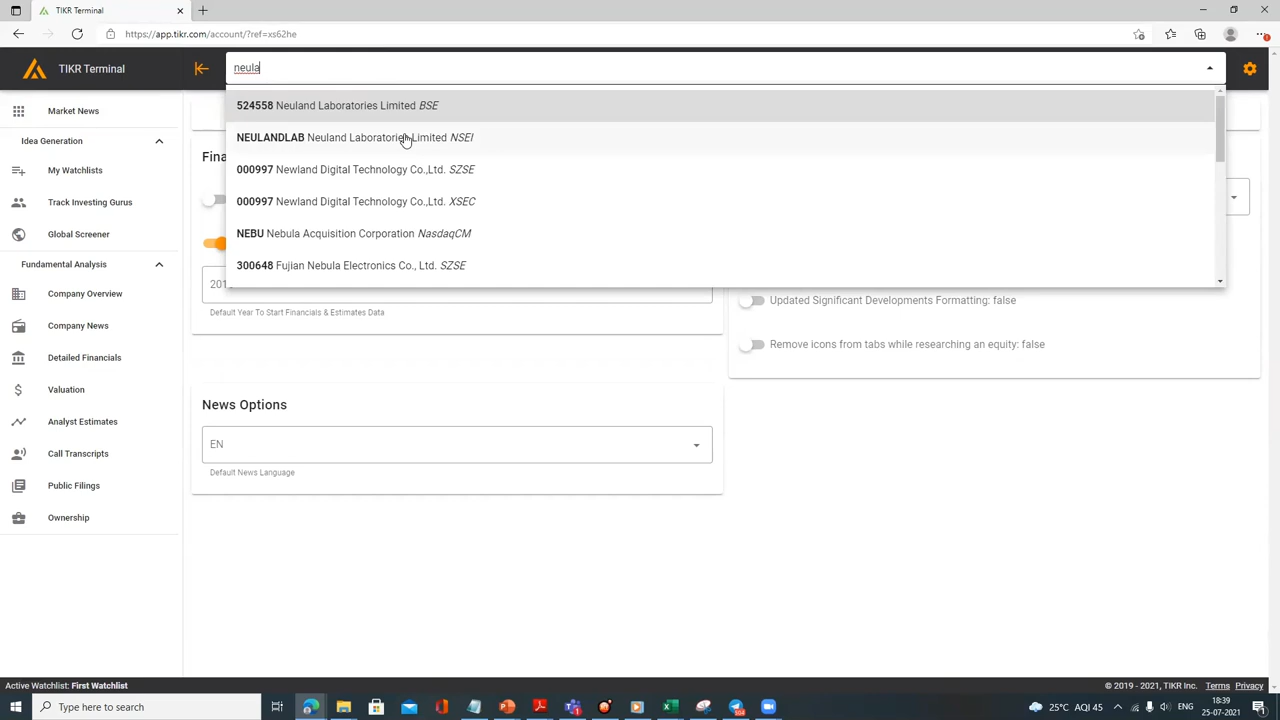 TIKR Terminal
https://app.tikr.com/account/?ref=xs62he
TIKR Terminal
neula
524558 Neuland Laboratories Limited BSE
NEULANDLAB Neuland Laboratories Limited NSEI
000997 Newland Digital Technology Co.,Ltd. SZSE
000997 Newland Digital Technology Co.,Ltd. XSEC
NEBU Nebula Acquisition Corporation NasdaqCM
300648 Fujian Nebula Electronics Co., Ltd. SZSE
Market News
Idea Generation
My Watchlists
Track Investing Gurus
Global Screener
Fundamental Analysis
Company Overview
Company News
Detailed Financials
Valuation
Analyst Estimates
Call Transcripts
Public Filings
Ownership
Default Year To Start Financials & Estimates Data
News Options
EN
Default News Language
Updated Significant Developments Formatting: false
Remove icons from tabs while researching an equity: false
Active Watchlist: First Watchlist
© 2019 - 2021, TIKR Inc. Terms Privacy
Type here to search
25°C AQI 45
ENG
18:39
25-07-2021